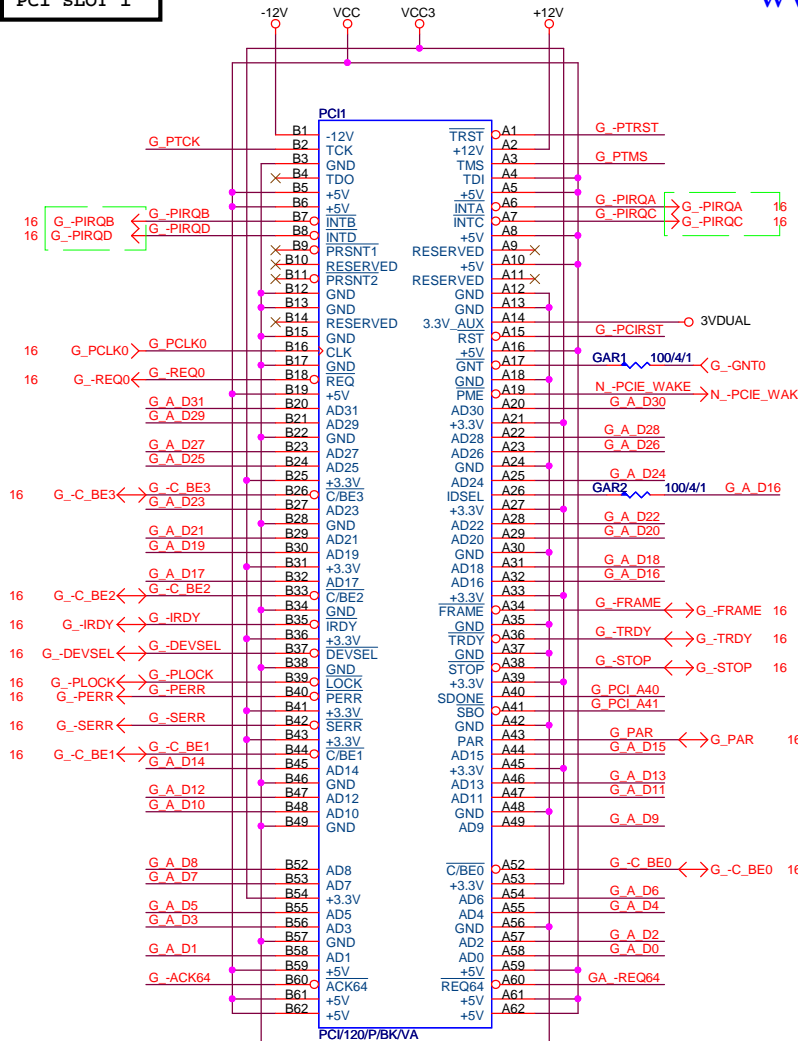 PCI SLOT 1
-12V VCC VCC3 +12V
PCI1
B1 -12V TRST A1 G_-PTRST
G_PTCK B2 TCK +12V A2
B3 GND TMS A3 G_PTMS
B4 TDO TDI A4
B5 +5V +5V A5
B6 +5V INTA A6 G_-PIRQA G_-PIRQA 16
16 G_-PIRQB G_-PIRQB B7 INTB INTC A7 G_-PIRQC G_-PIRQC 16
16 G_-PIRQD G_-PIRQD B8 INTD +5V A8
B9 PRSNT1 RESERVED A9
B10 RESERVED +5V A10
B11 PRSNT2 RESERVED A11
B12 GND GND A12
B13 GND GND A13
B14 RESERVED 3.3V_AUX A14 3VDUAL
B15 GND RST A15 G_-PCIRST
16 G_PCLK0 G_PCLK0 B16 CLK +5V A16
B17 GND GNT A17 GAR1 100/4/1 G_-GNT0
16 G_-REQ0 G_-REQ0 B18 REQ GND A18
B19 +5V PME A19 N_-PCIE_WAKE N_-PCIE_WAK
G_A_D31 B20 AD31 AD30 A20 G_A_D30
G_A_D29 B21 AD29 +3.3V A21
B22 GND AD28 A22 G_A_D28
G_A_D27 B23 AD27 AD26 A23 G_A_D26
G_A_D25 B24 AD25 GND A24
B25 +3.3V AD24 A25 G_A_D24
16 G_-C_BE3 G_-C_BE3 B26 C/BE3 IDSEL A26 GAR2 100/4/1 G_A_D16
G_A_D23 B27 AD23 +3.3V A27
B28 GND AD22 A28 G_A_D22
G_A_D21 B29 AD21 AD20 A29 G_A_D20
G_A_D19 B30 AD19 GND A30
B31 +3.3V AD18 A31 G_A_D18
G_A_D17 B32 AD17 AD16 A32 G_A_D16
16 G_-C_BE2 G_-C_BE2 B33 C/BE2 +3.3V A33
B34 GND FRAME A34 G_-FRAME G_-FRAME 16
16 G_-IRDY G_-IRDY B35 IRDY GND A35
B36 +3.3V TRDY A36 G_-TRDY G_-TRDY 16
16 G_-DEVSEL G_-DEVSEL B37 DEVSEL GND A37
B38 GND STOP A38 G_-STOP G_-STOP 16
16 G_-PLOCK G_-PLOCK B39 LOCK +3.3V A39
16 G_-PERR G_-PERR B40 PERR SDONE A40 G_PCI_A40
B41 +3.3V SBO A41 G_PCI_A41
16 G_-SERR G_-SERR B42 SERR GND A42
B43 +3.3V PAR A43 G_PAR G_PAR 16
16 G_-C_BE1 G_-C_BE1 B44 C/BE1 AD15 A44 G_A_D15
G_A_D14 B45 AD14 +3.3V A45
B46 GND AD13 A46 G_A_D13
G_A_D12 B47 AD12 AD11 A47 G_A_D11
G_A_D10 B48 AD10 GND A48
B49 GND AD9 A49 G_A_D9
G_A_D8 B52 AD8 C/BE0 A52 G_-C_BE0 G_-C_BE0 16
G_A_D7 B53 AD7 +3.3V A53
B54 +3.3V AD6 A54 G_A_D6
G_A_D5 B55 AD5 AD4 A55 G_A_D4
G_A_D3 B56 AD3 GND A56
B57 GND AD2 A57 G_A_D2
G_A_D1 B58 AD1 AD0 A58 G_A_D0
B59 +5V +5V A59
G_-ACK64 B60 ACK64 REQ64 A60 GA_-REQ64
B61 +5V +5V A61
B62 +5V +5V A62
PCI/120/P/BK/VA